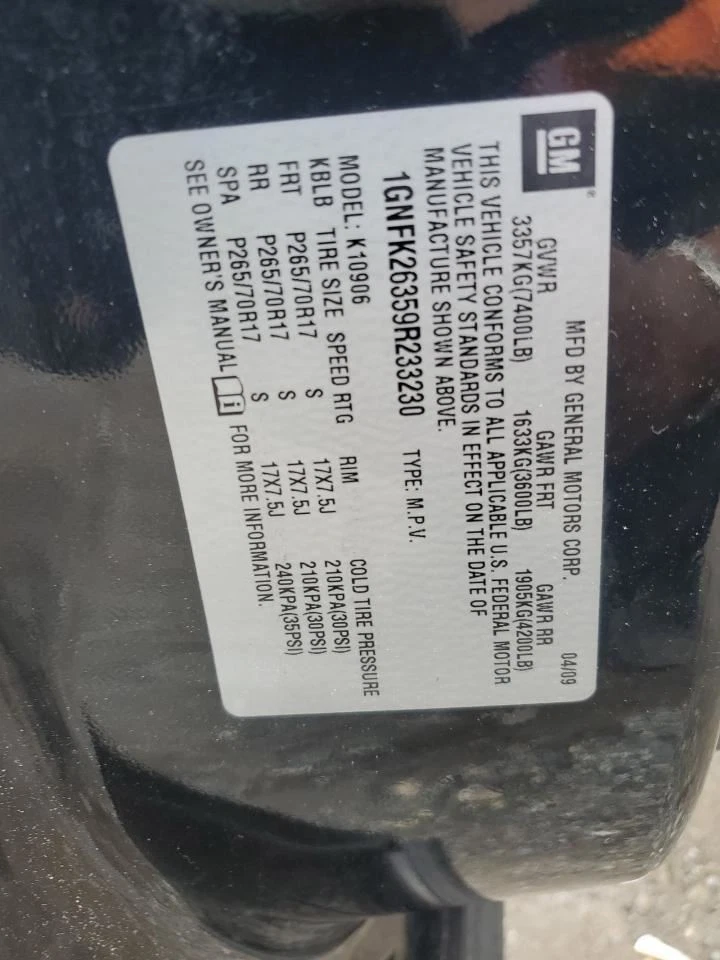 GM®
MFD BY GENERAL MOTORS CORP. 04/09
GVWR GAWR FRT GAWR RR
3357KG(7400LB) 1633KG(3600LB) 1905KG(4200LB)
THIS VEHICLE CONFORMS TO ALL APPLICABLE U.S. FEDERAL MOTOR
VEHICLE SAFETY STANDARDS IN EFFECT ON THE DATE OF
MANUFACTURE SHOWN ABOVE.
1GNFK26359R233230 TYPE: M.P.V.
MODEL: K10906
KBLB TIRE SIZE SPEED RTG RIM COLD TIRE PRESSURE
FRT P265/70R17 S 17X7.5J 210KPA(30PSI)
RR P265/70R17 S 17X7.5J 210KPA(30PSI)
SPA P265/70R17 S 17X7.5J 240KPA(35PSI)
SEE OWNER'S MANUAL FOR MORE INFORMATION.